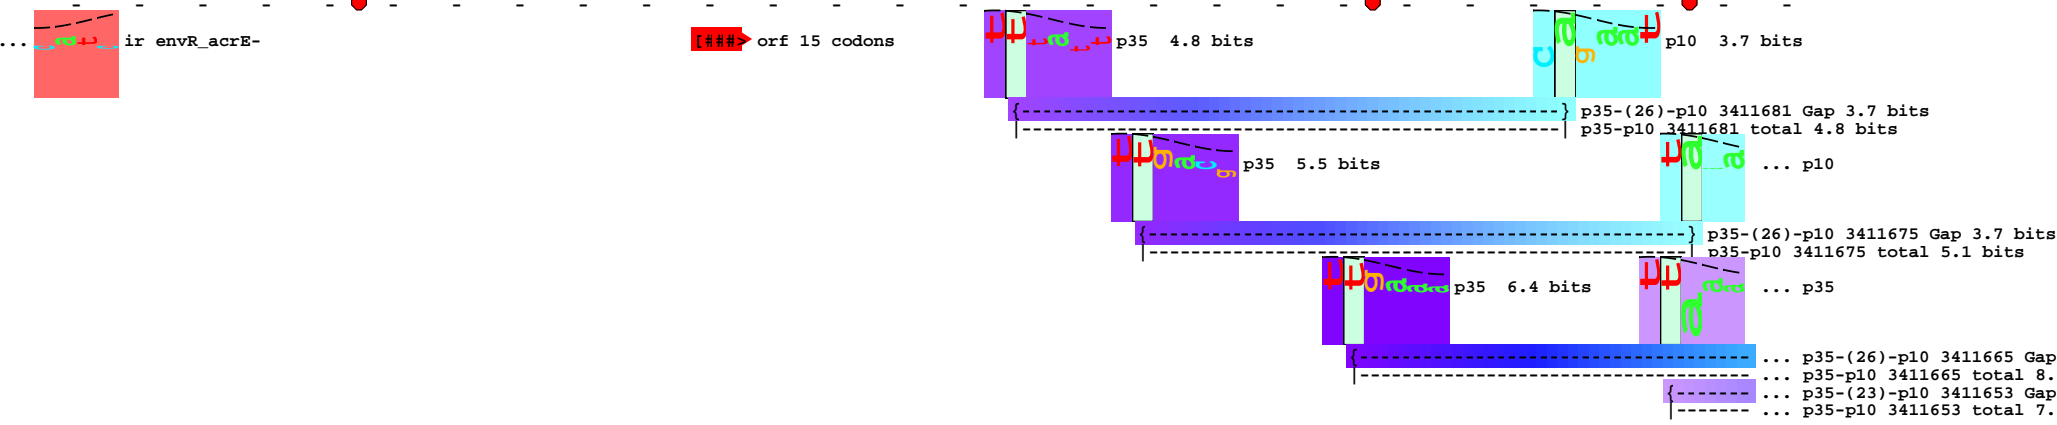 ... ir envR_acrE- [###> orf 15 codons p35 4.8 bits p10 3.7 bits
{--------------------------------------------------} p35-(26)-p10 3411681 Gap 3.7 bits
|--------------------------------------------------| p35-p10 3411681 total 4.8 bits
p35 5.5 bits ... p10
{--------------------------------------------------} p35-(26)-p10 3411675 Gap 3.7 bits
|--------------------------------------------------| p35-p10 3411675 total 5.1 bits
p35 6.4 bits ... p35
{------------------------------------ ... p35-(26)-p10 3411665 Gap
|------------------------------------ ... p35-p10 3411665 total 8.
{------- ... p35-(23)-p10 3411653 Gap
|------- ... p35-p10 3411653 total 7.